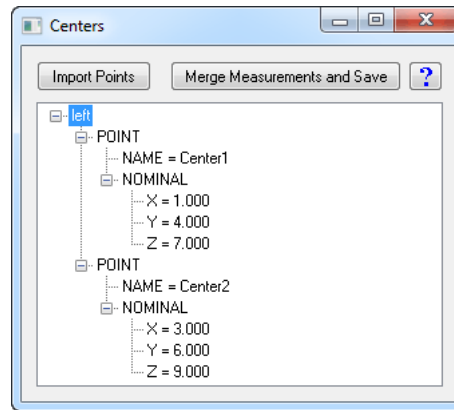 Centers
Import Points
Merge Measurements and Save
?
left
POINT
NAME = Center1
NOMINAL
X = 1.000
Y = 4.000
Z = 7.000
POINT
NAME = Center2
NOMINAL
X = 3.000
Y = 6.000
Z = 9.000